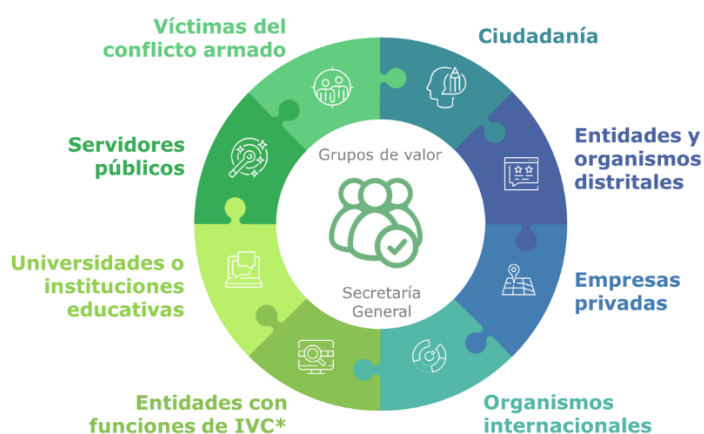 Víctimas del
conflicto armado
Ciudadanía
Servidores
públicos
Grupos de valor
Entidades y
organismos
distritales
Universidades o
instituciones
educativas
Secretaría
General
Empresas
privadas
Entidades con
funciones de IVC*
Organismos
internacionales